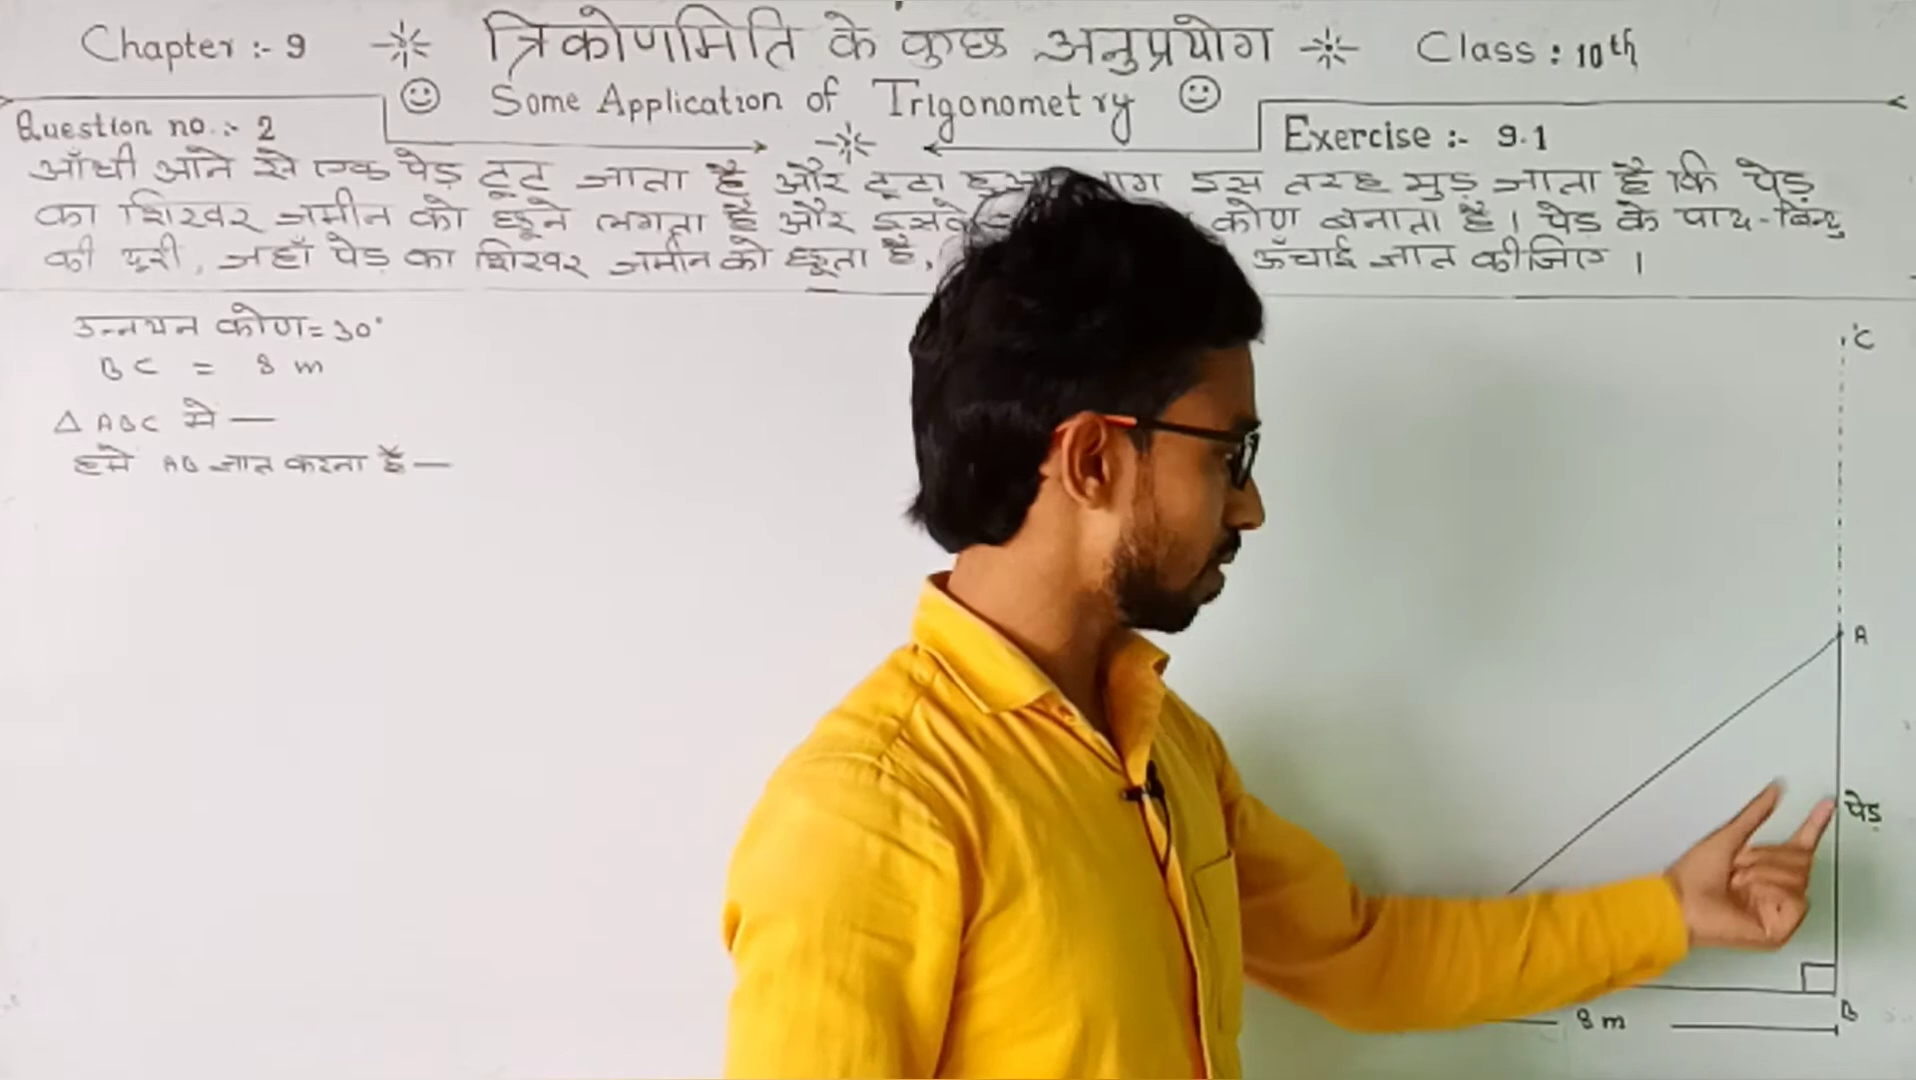 Chapter :- 9 त्रिकोणमिति के कुछ अनुप्रयोग Class : 10th
Some Application of Trigonometry
Question no. :- 2 Exercise :- 9.1
आँधी आने से एक पेड़ टूट जाता है और टूटा इस तरह मुड़ जाता है कि पेड़
का शिखर जमीन को छूने लगता है और कोण बनाता है। पेड़ के पाद-बिन्दु
की दूरी, जहाँ पेड़ का शिखर जमीन को छूता है, ऊँचाई ज्ञात कीजिए ।
उन्नयन कोण = 30°
BC = 8 m
△ ABC मे —
हमे AB ज्ञात करना है —
'C
A
पेड़
B
8 m